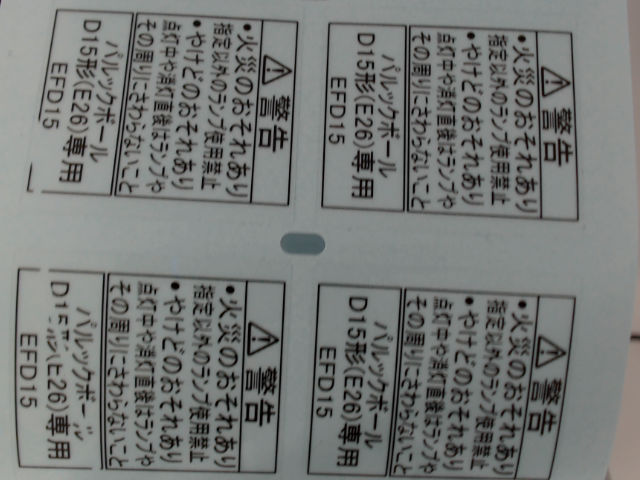 ⚠ 警告
・火災のおそれあり
指定以外のランプ使用禁止
・やけどのおそれあり
点灯中や消灯直後はランプや
その周りにさわらないこと
パルックボール
D15形(E26)専用
EFD15
⚠ 警告
・火災のおそれあり
指定以外のランプ使用禁止
・やけどのおそれあり
点灯中や消灯直後はランプや
その周りにさわらないこと
パルックボール
D15形(E26)専用
EFD15
⚠ 警告
・火災のおそれあり
指定以外のランプ使用禁止
・やけどのおそれあり
点灯中や消灯直後はランプや
その周りにさわらないこと
パルックボール
D15形(E26)専用
EFD15
⚠ 警告
・火災のおそれあり
指定以外のランプ使用禁止
・やけどのおそれあり
点灯中や消灯直後はランプや
その周りにさわらないこと
パルックボール
D15形(E26)専用
EFD15